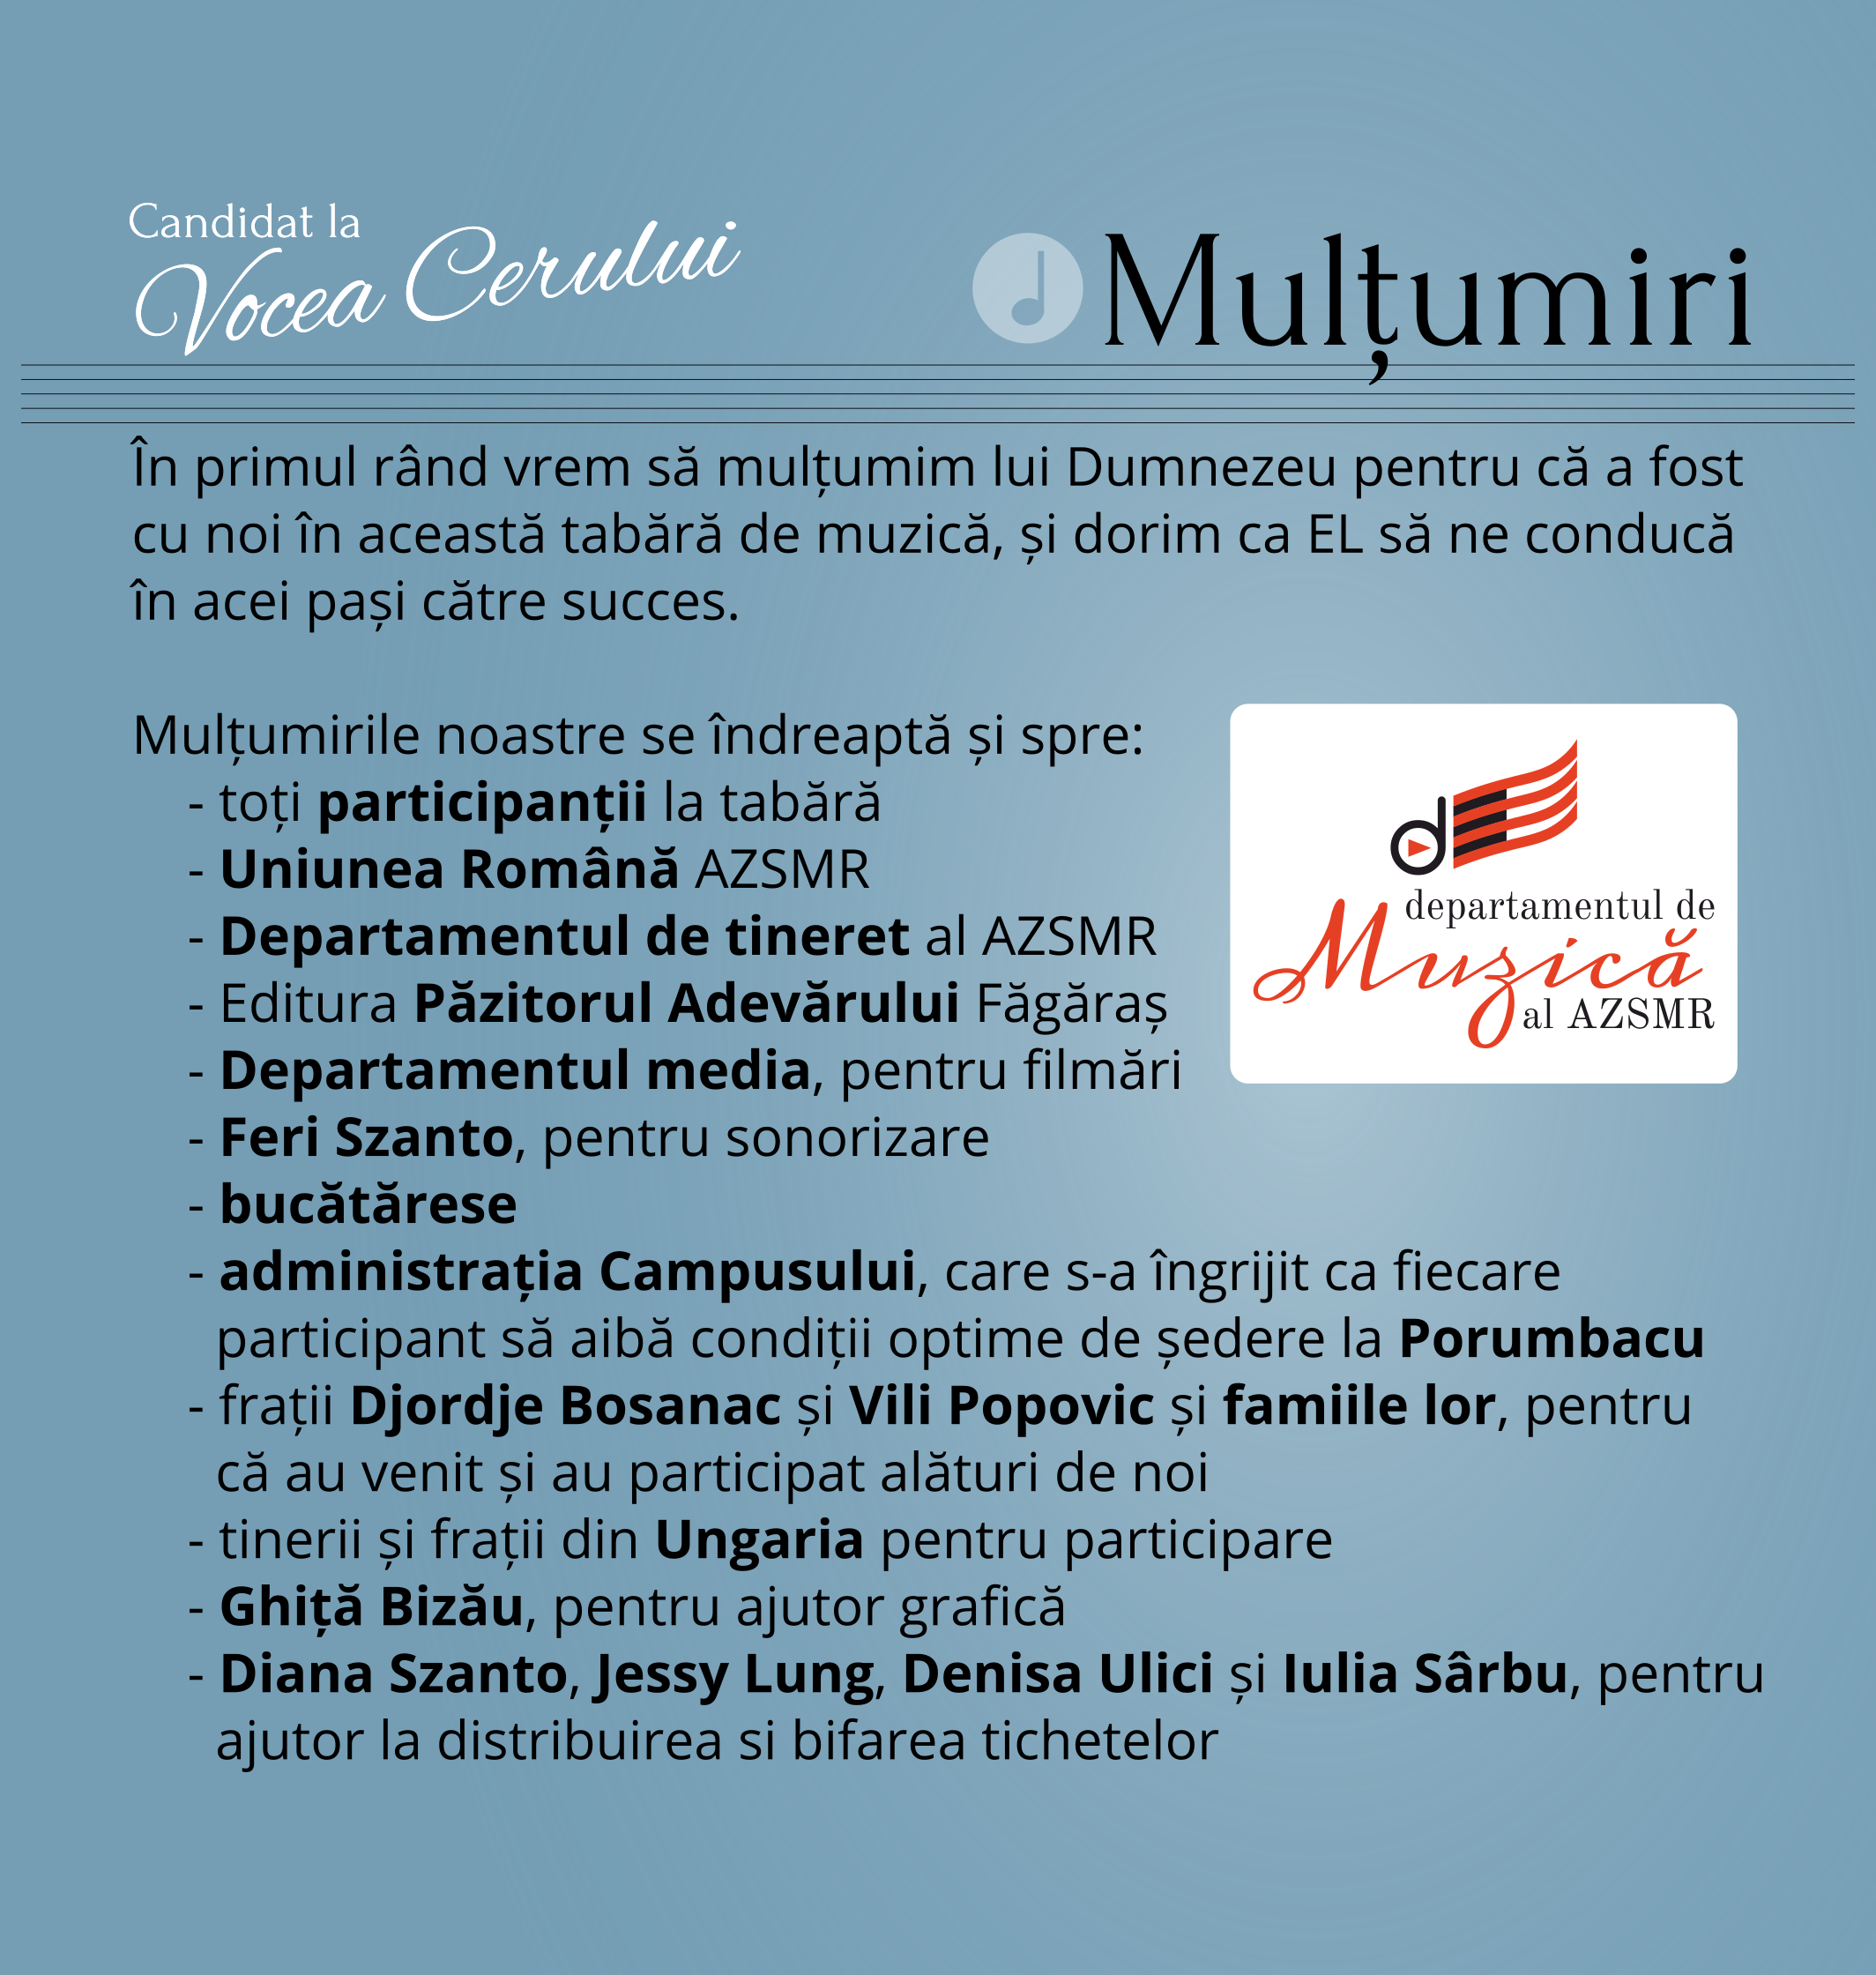 Candidat la
Vocea Cerului
Mulțumiri
În primul rând vrem să mulțumim lui Dumnezeu pentru că a fost
cu noi în această tabără de muzică, și dorim ca EL să ne conducă
în acei pași către succes.
Mulțumirile noastre se îndreaptă și spre:
- toți participanții la tabără
- Uniunea Română AZSMR
- Departamentul de tineret al AZSMR
- Editura Păzitorul Adevărului Făgăraș
- Departamentul media, pentru filmări
- Feri Szanto, pentru sonorizare
- bucătărese
- administrația Campusului, care s-a îngrijit ca fiecare
participant să aibă condiții optime de ședere la Porumbacu
- frații Djordje Bosanac și Vili Popovic și famiile lor, pentru
că au venit și au participat alături de noi
- tinerii și frații din Ungaria pentru participare
- Ghiță Bizău, pentru ajutor grafică
- Diana Szanto, Jessy Lung, Denisa Ulici și Iulia Sârbu, pentru
ajutor la distribuirea si bifarea tichetelor
departamentul de
Muzică
al AZSMR